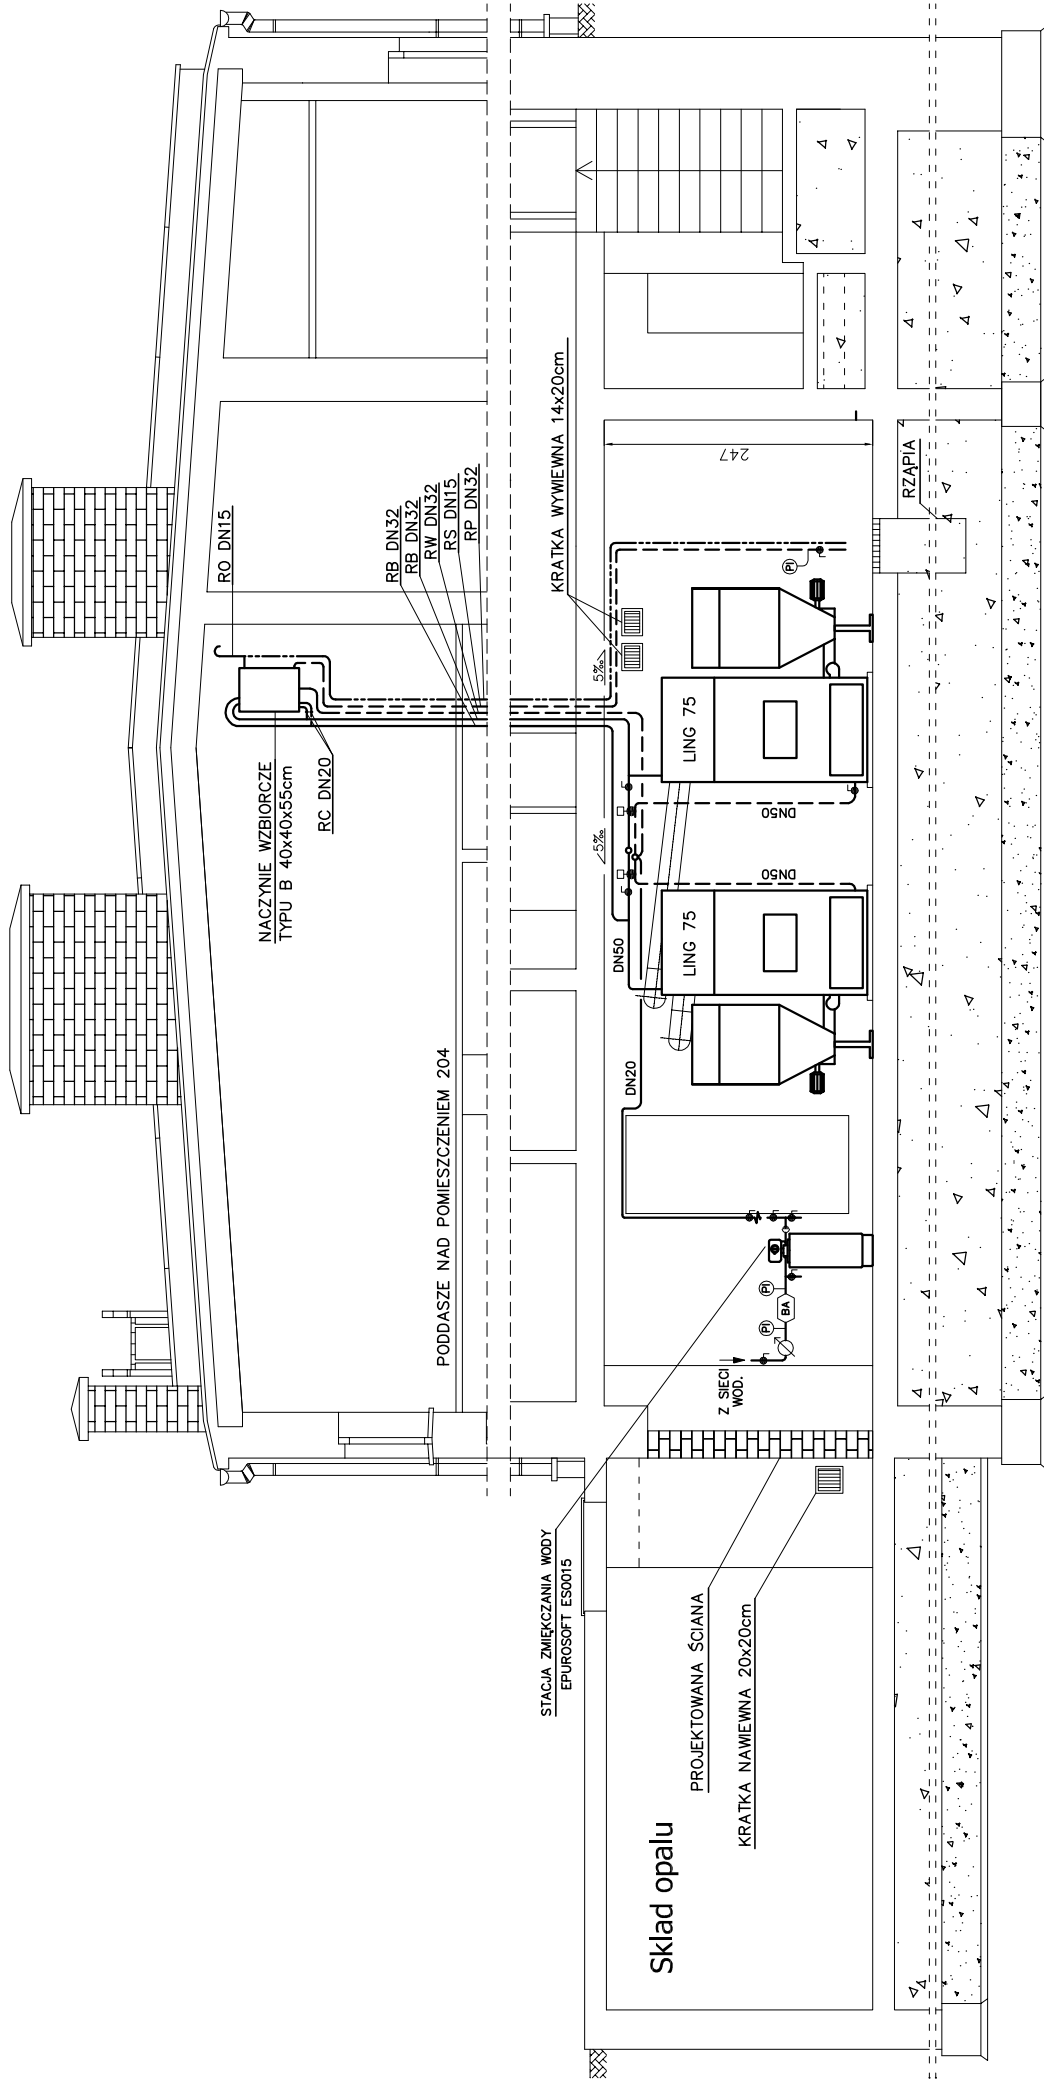 RO DN15
NACZYNIE WZBIORCZE
TYPU B 40x40x55cm
RC DN20
RB DN32
RB DN32
RW DN32
RS DN15
RP DN32
PODDASZE NAD POMIESZCZENIEM 204
KRATKA WYWIEWNA 14x20cm
5‰
5‰
247
RZĄPIA
PI
LING 75
LING 75
DN50
DN50
DN50
DN20
PI
BA
PI
Z SIECI
WOD.
STACJA ZMIĘKCZANIA WODY
EPUROSOFT ES0015
PROJEKTOWANA ŚCIANA
KRATKA NAWIEWNA 20x20cm
Sklad opalu